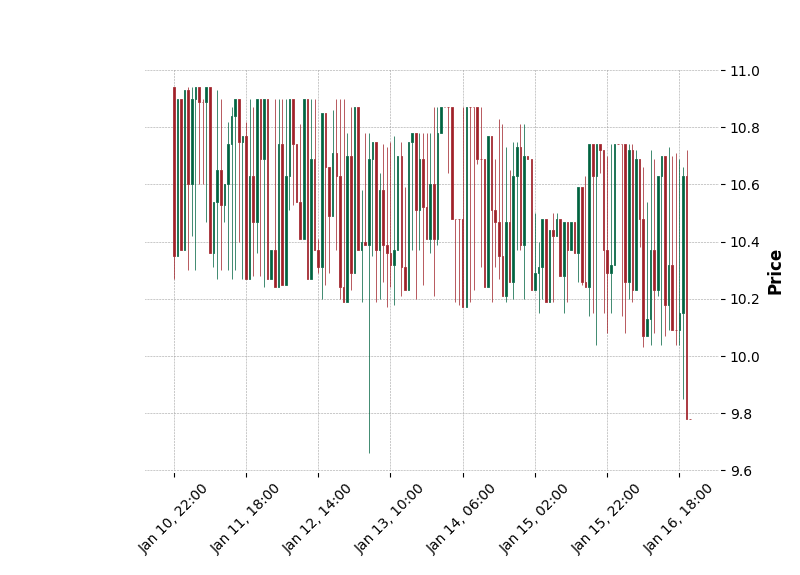 11.0
10.8
10.6
10.4
10.2
10.0
9.8
9.6
Price
Jan 10, 22:00
Jan 11, 18:00
Jan 12, 14:00
Jan 13, 10:00
Jan 14, 06:00
Jan 15, 02:00
Jan 15, 22:00
Jan 16, 18:00